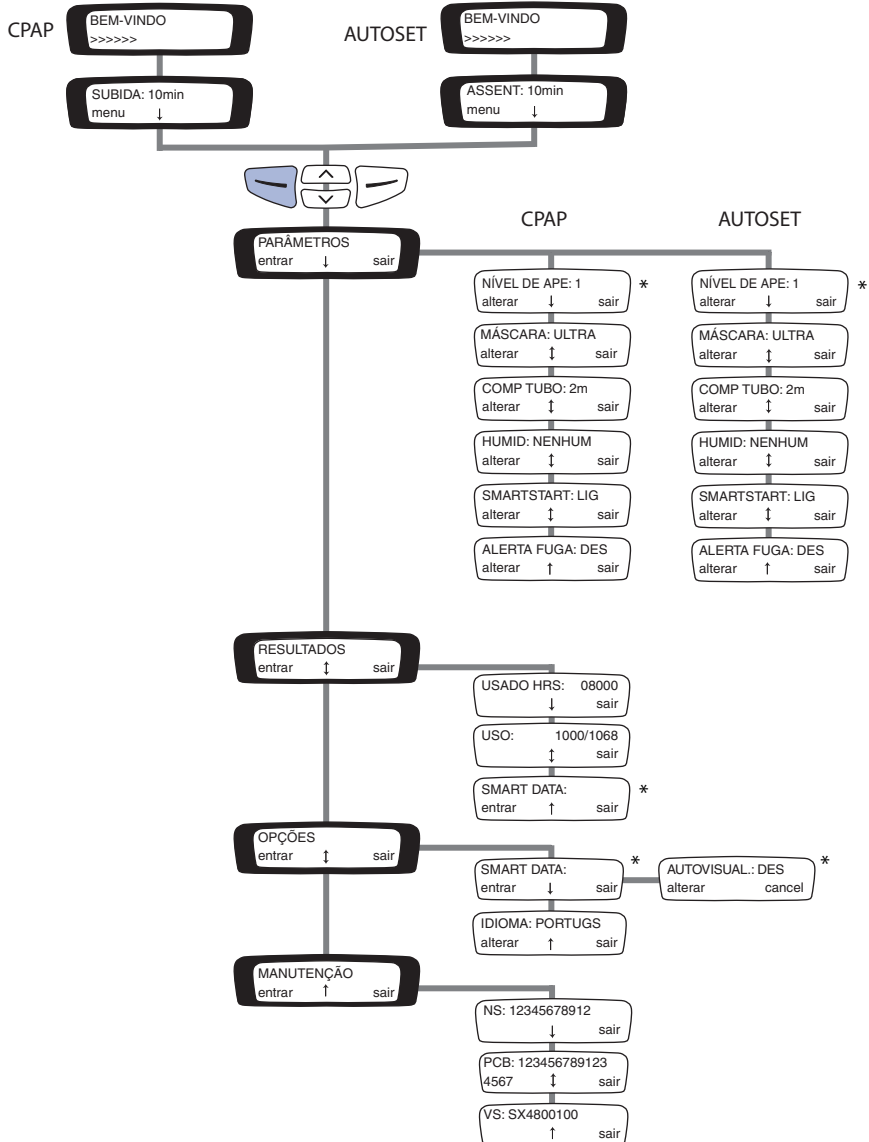 CPAP
BEM-VINDO
>>>>>>
SUBIDA: 10min
menu ↓
AUTOSET
BEM-VINDO
>>>>>>
ASSENT: 10min
menu ↓
PARÂMETROS
entrar ↓ sair
CPAP
NÍVEL DE APE: 1 *
alterar ↓ sair
MÁSCARA: ULTRA
alterar ↕ sair
COMP TUBO: 2m
alterar ↕ sair
HUMID: NENHUM
alterar ↕ sair
SMARTSTART: LIG
alterar ↕ sair
ALERTA FUGA: DES
alterar ↑ sair
AUTOSET
NÍVEL DE APE: 1 *
alterar ↓ sair
MÁSCARA: ULTRA
alterar ↕ sair
COMP TUBO: 2m
alterar ↕ sair
HUMID: NENHUM
alterar ↕ sair
SMARTSTART: LIG
alterar ↕ sair
ALERTA FUGA: DES
alterar ↑ sair
RESULTADOS
entrar ↕ sair
USADO HRS: 08000
↓ sair
USO: 1000/1068
↕ sair
SMART DATA: *
entrar ↑ sair
OPÇÕES
entrar ↕ sair
SMART DATA: *
entrar ↓ sair
AUTOVISUAL.: DES *
alterar cancel
IDIOMA: PORTUGS
alterar ↑ sair
MANUTENÇÃO
entrar ↑ sair
NS: 12345678912
↓ sair
PCB: 123456789123
4567 ↕ sair
VS: SX4800100
↑ sair